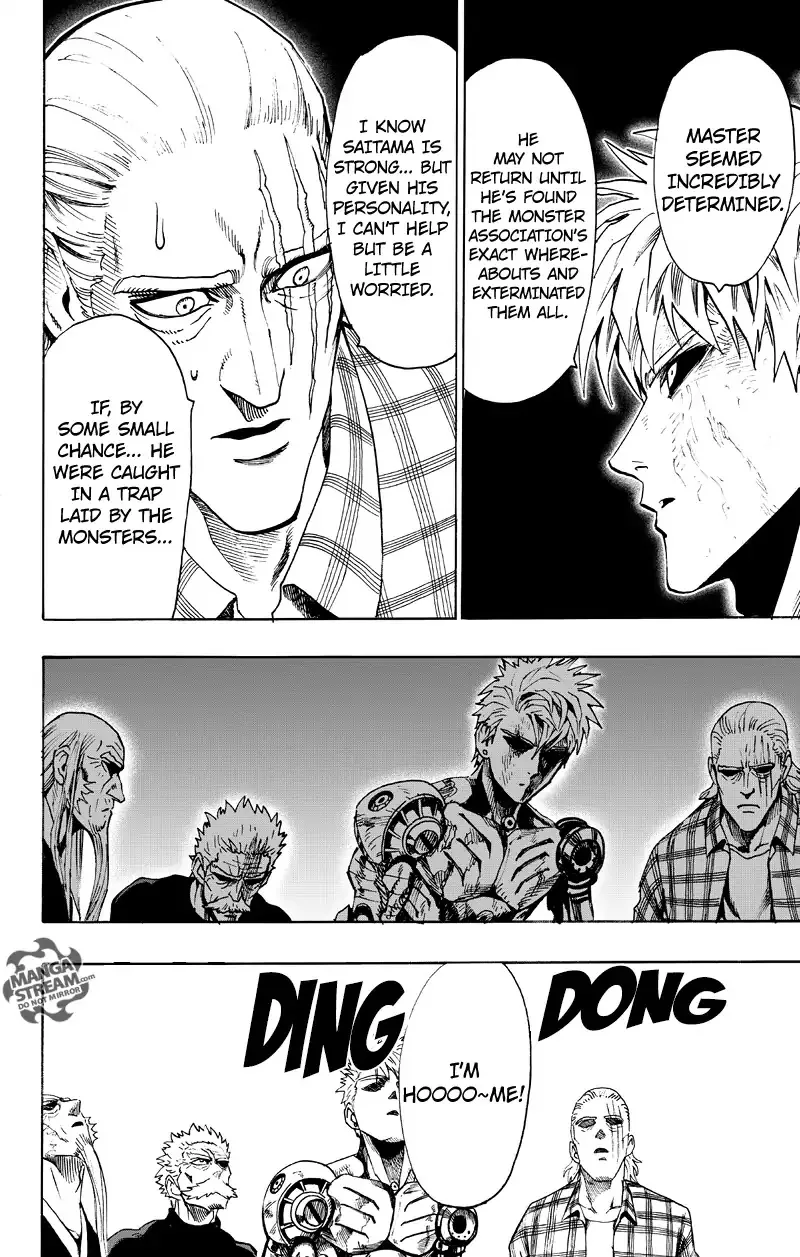 MASTER
SEEMED
INCREDIBLY
DETERMINED.
HE
MAY NOT
RETURN UNTIL
HE'S FOUND
THE MONSTER
ASSOCIATION'S
EXACT WHERE-
ABOUTS AND
EXTERMINATED
THEM ALL.
I KNOW
SAITAMA IS
STRONG... BUT
GIVEN HIS
PERSONALITY,
I CAN'T HELP
BUT BE A
LITTLE
WORRIED.
IF, BY
SOME SMALL
CHANCE... HE
WERE CAUGHT
IN A TRAP
LAID BY THE
MONSTERS...
DING DONG
I'M
HOOOO~ME!
MANGA
STREAM.com
DO NOT MIRROR